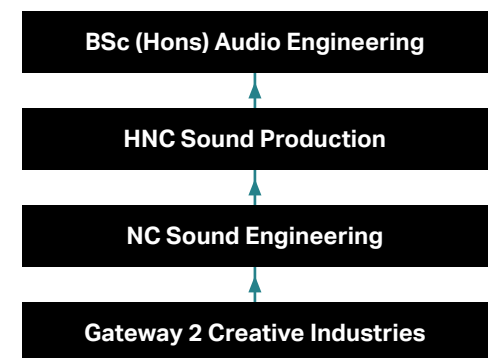 BSc (Hons) Audio Engineering
HNC Sound Production
NC Sound Engineering
Gateway 2 Creative Industries